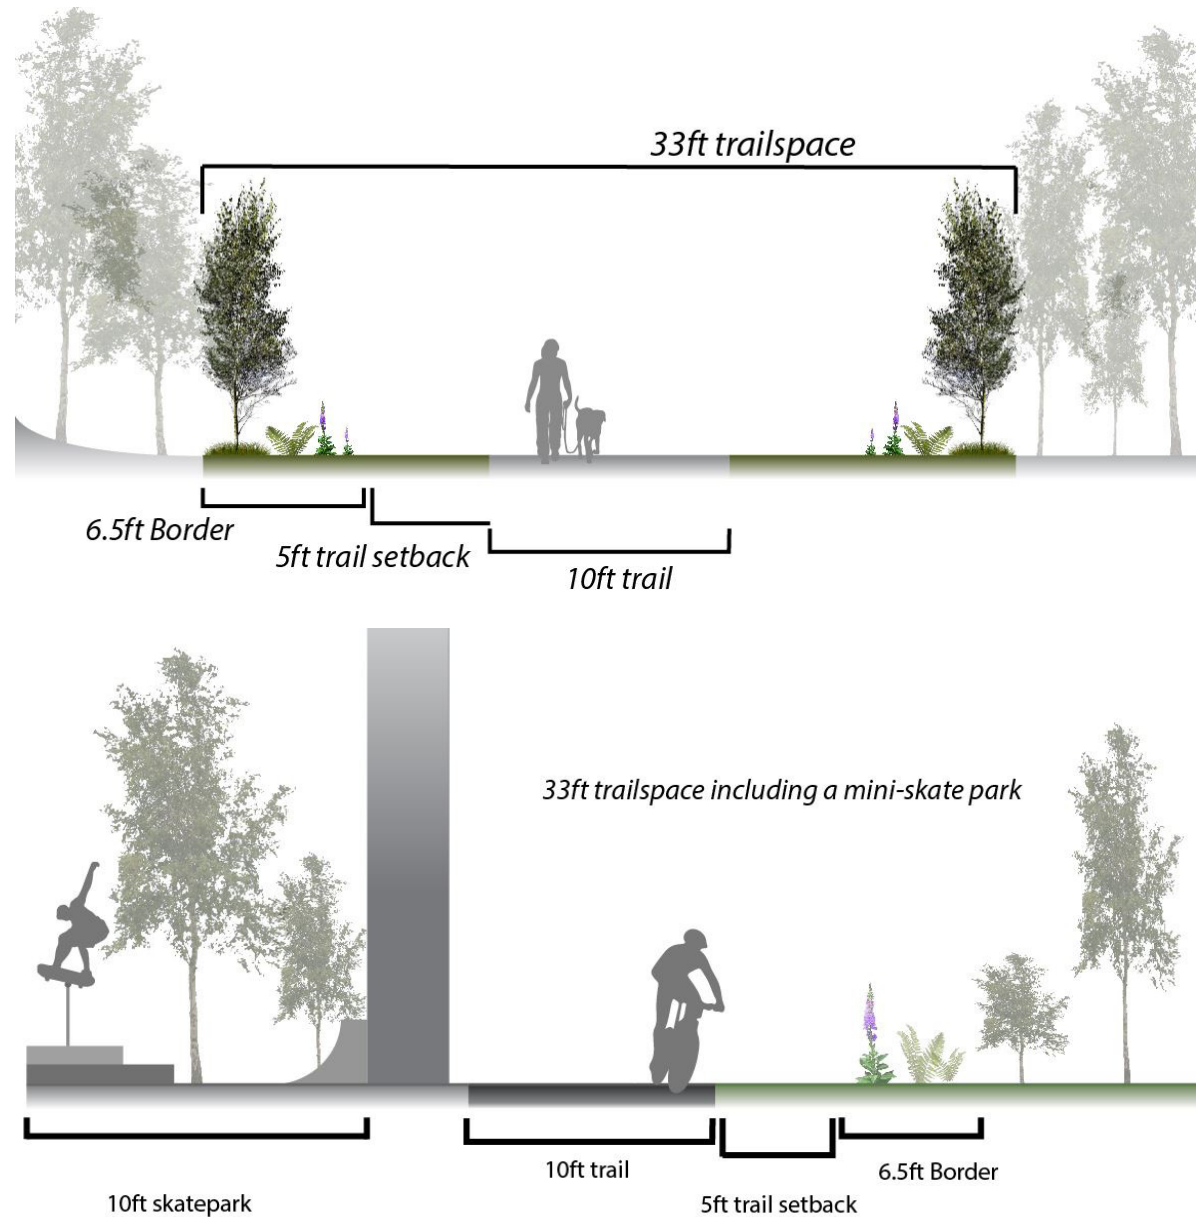 33ft trailspace
6.5ft Border
5ft trail setback
10ft trail
33ft trailspace including a mini-skate park
10ft trail
6.5ft Border
10ft skatepark
5ft trail setback